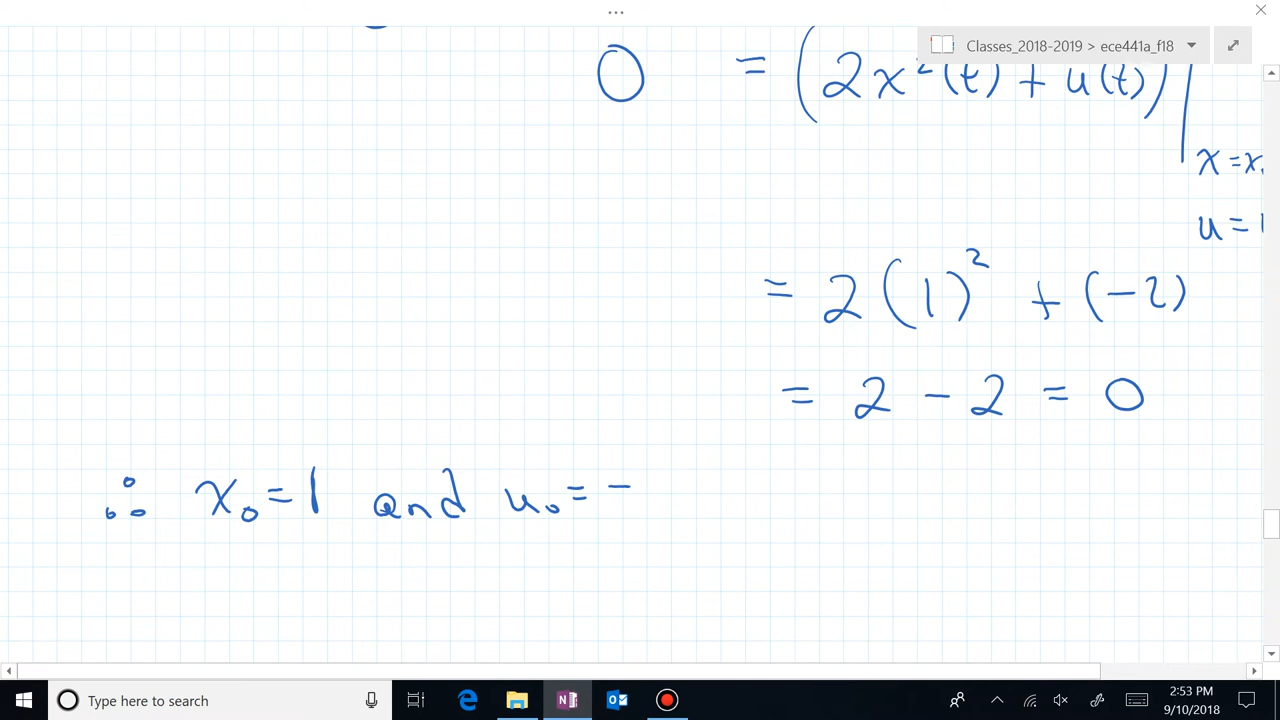 Classes_2018-2019 > ece441a_f18
0 = (2x²(t) + u(t))|
x = x
u =
= 2(1)² + (-2)
= 2 - 2 = 0
∴ x₀ = 1 and u₀ = -
Type here to search
2:53 PM
9/10/2018